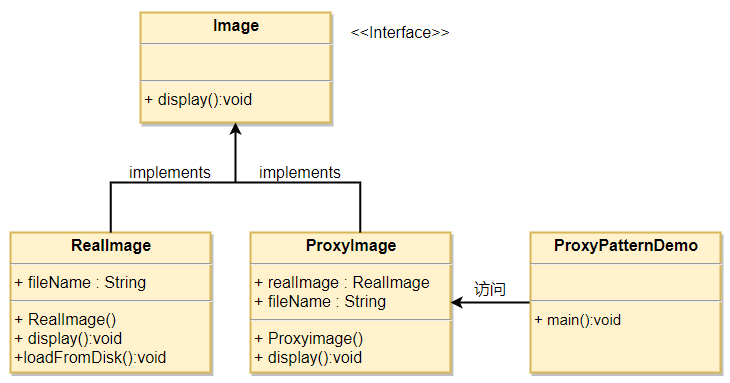 Image
<<Interface>>
+ display():void
implements
implements
RealImage
+ fileName : String
+ RealImage()
+ display():void
+loadFromDisk():void
ProxyImage
+ realImage : RealImage
+ fileName : String
+ Proxyimage()
+ display():void
访问
ProxyPatternDemo
+ main():void